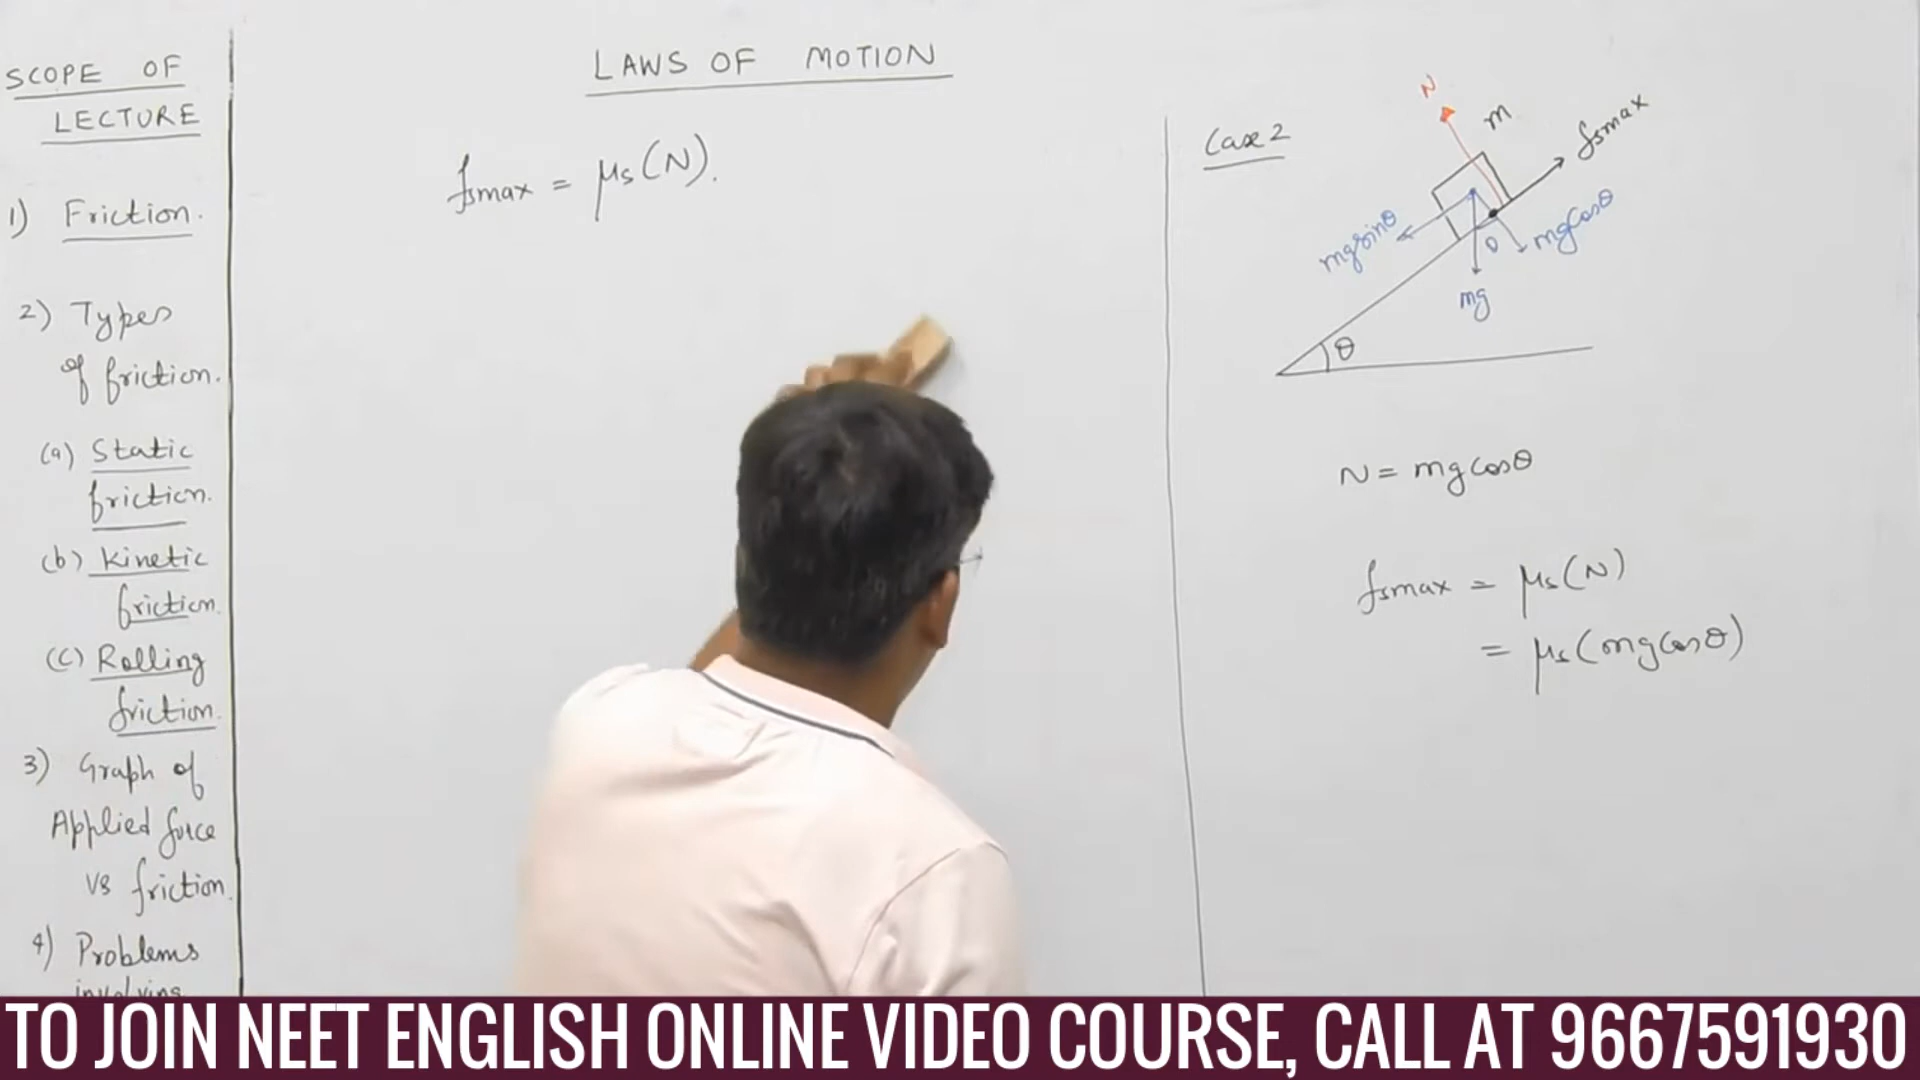 SCOPE OF
LECTURE
1) Friction.
2) Types
of friction.
(a) Static
friction.
(b) Kinetic
friction.
(c) Rolling
friction.
3) Graph of
Applied force
vs friction.
4) Problems
involving
LAWS OF MOTION
fsmax = μs(N).
Case 2
N
m
fsmax
mgsinθ
mgcosθ
O
mg
θ
N = mgcosθ
fsmax = μs(N)
= μs(mgcosθ)
TO JOIN NEET ENGLISH ONLINE VIDEO COURSE, CALL AT 9667591930